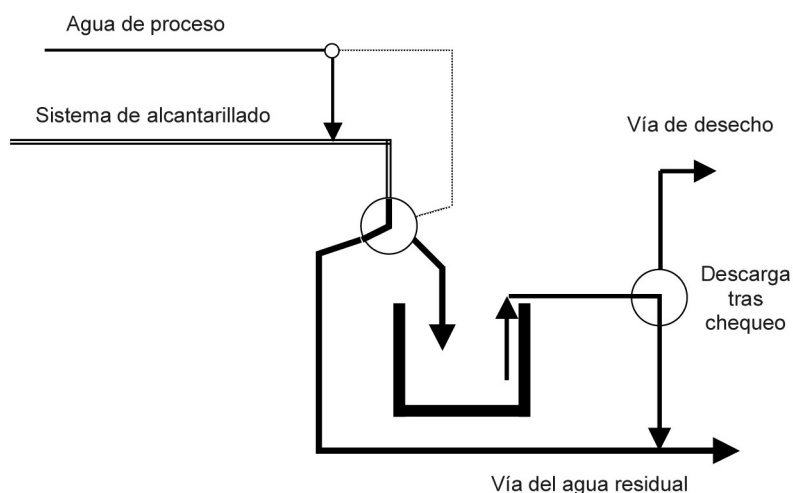 Agua de proceso
Sistema de alcantarillado
Vía de desecho
Descarga
tras
chequeo
Vía del agua residual